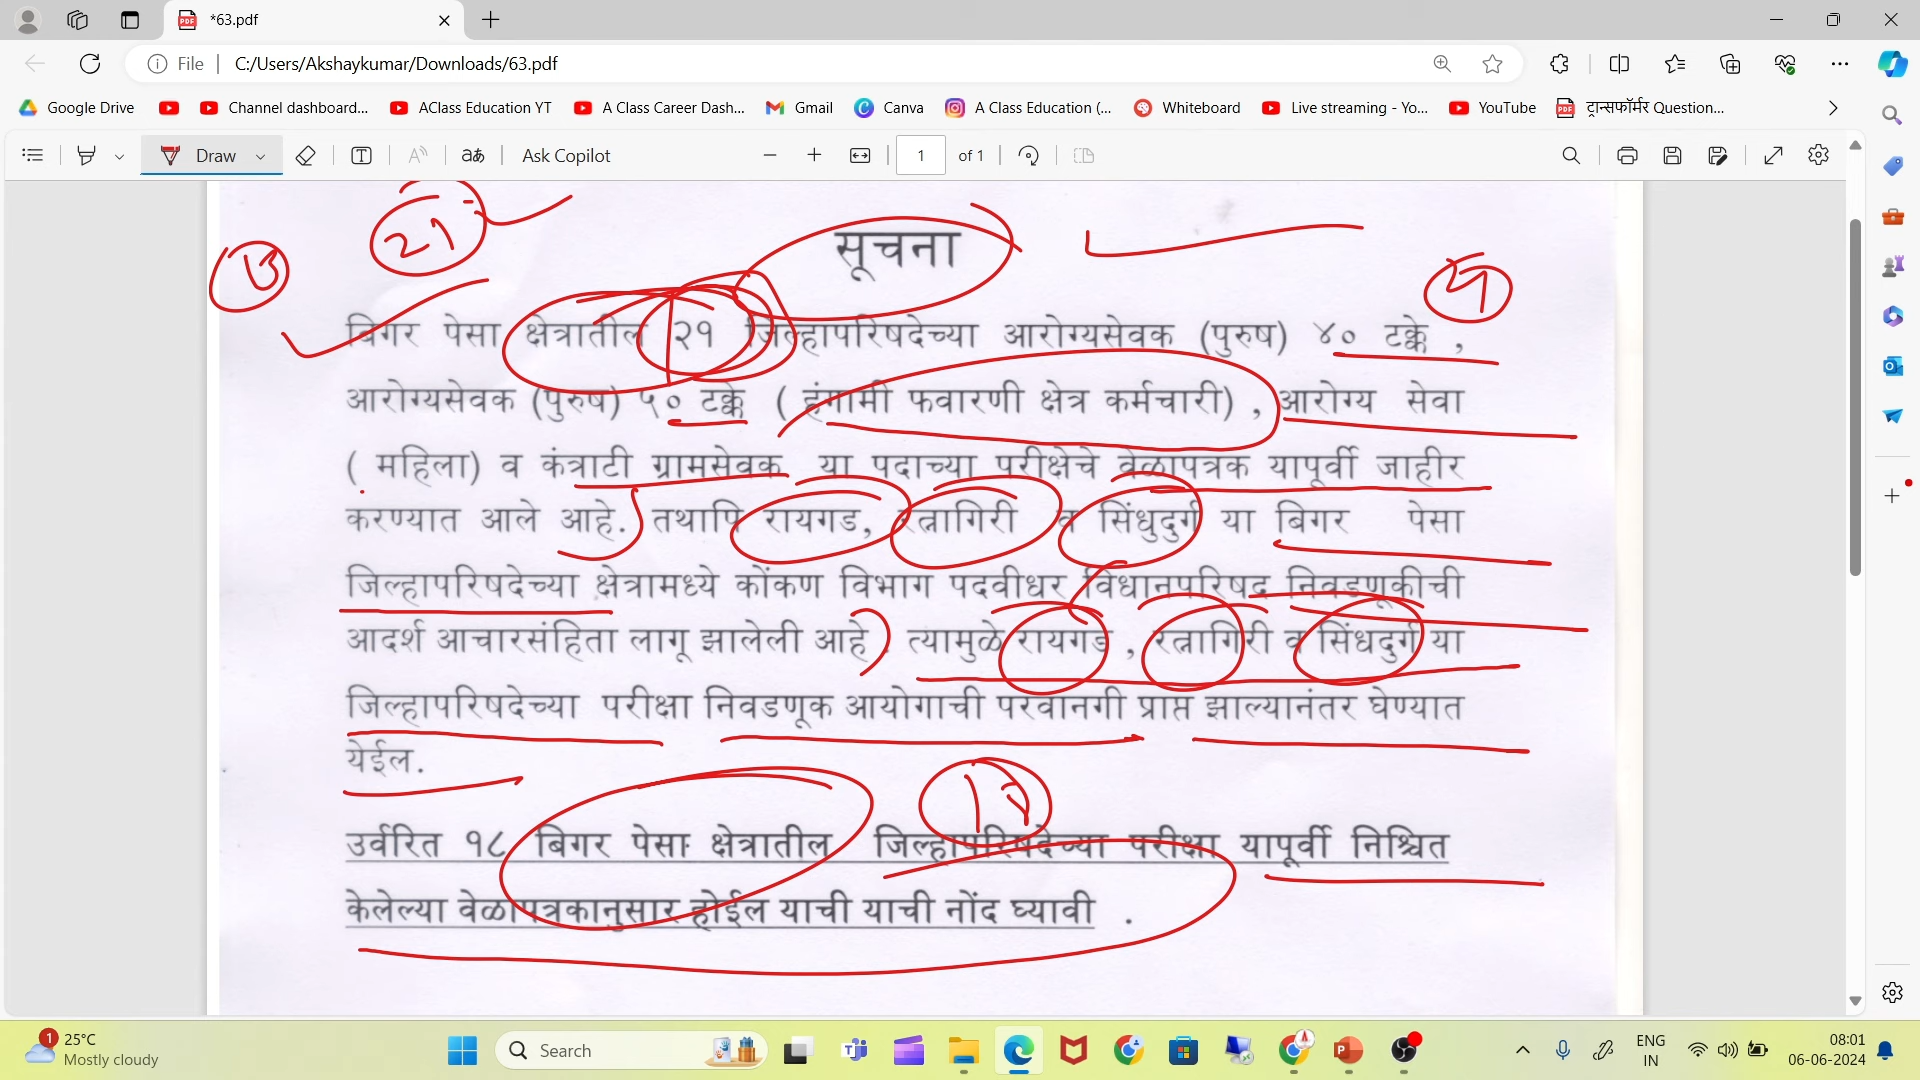 *63.pdf
File C:/Users/Akshaykumar/Downloads/63.pdf
Google Drive Channel dashboard... AClass Education YT A Class Career Dash... Gmail Canva A Class Education (... Whiteboard Live streaming - Yo... YouTube ट्रान्सफॉर्मर Question...
Draw T aあ Ask Copilot 1 of 1
21
13
सूचना
बिगर पेसा क्षेत्रातील २१ जिल्हापरिषदेच्या आरोग्यसेवक (पुरुष) ४० टक्के ,
आरोग्यसेवक (पुरुष) ५० टक्के ( हंगामी फवारणी क्षेत्र कर्मचारी) , आरोग्य सेवा
( महिला) व कंत्राटी ग्रामसेवक या पदाच्या परीक्षेचे वेळापत्रक यापूर्वी जाहीर
करण्यात आले आहे. तथापि रायगड, रत्नागिरी व सिंधुदुर्ग या बिगर पेसा
जिल्हापरिषदेच्या क्षेत्रामध्ये कोंकण विभाग पदवीधर विधानपरिषद निवडणूकीची
आदर्श आचारसंहिता लागू झालेली आहे. त्यामुळे रायगड , रत्नागिरी व सिंधदुर्ग या
जिल्हापरिषदेच्या परीक्षा निवडणूक आयोगाची परवानगी प्राप्त झाल्यानंतर घेण्यात
येईल.
उर्वरित १८ बिगर पेसा क्षेत्रातील जिल्हापरिषदेच्या परीक्षा यापूर्वी निश्चित
केलेल्या वेळापत्रकानुसार होईल याची याची नोंद घ्यावी .
1 25°C
Mostly cloudy
Search
ENG
IN
08:01
06-06-2024